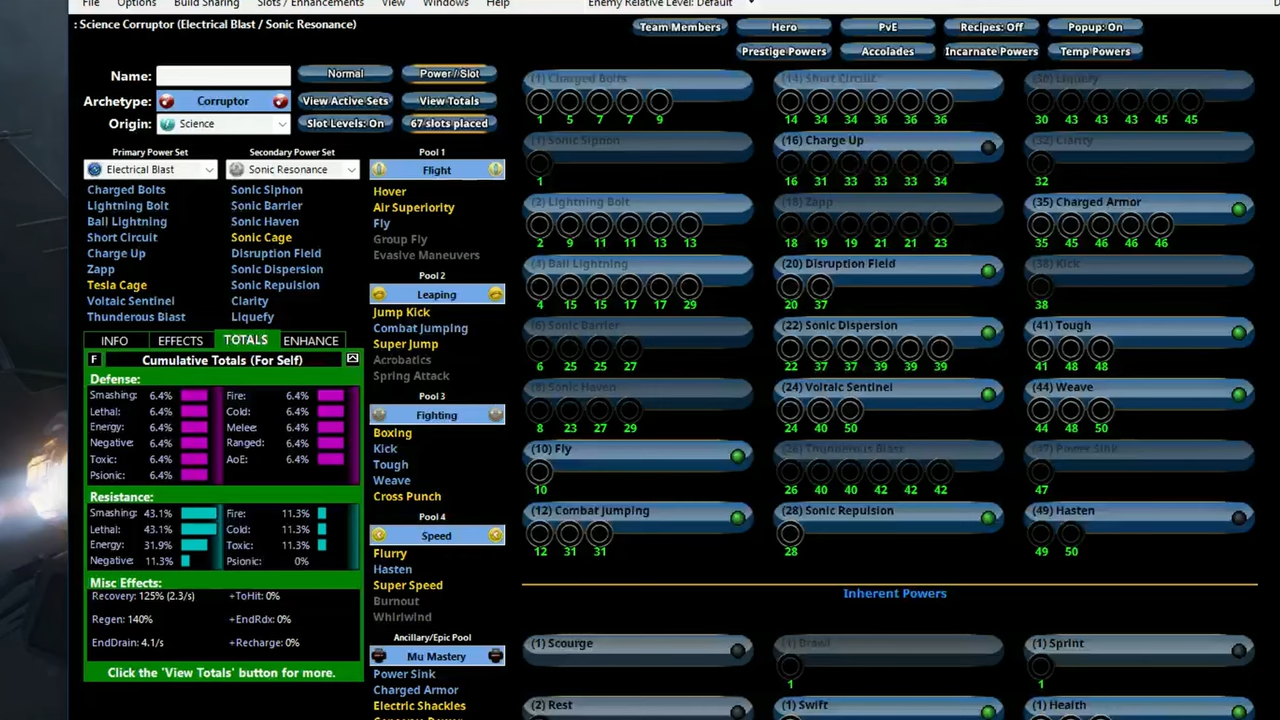 File Options Build Sharing Slots / Enhancements View Windows Help Enemy Relative Level: Default
: Science Corruptor (Electrical Blast / Sonic Resonance)
Team Members Hero PvE Recipes: Off Popup: On
Prestige Powers Accolades Incarnate Powers Temp Powers
Name: Normal Power / Slot
Archetype: Corruptor View Active Sets View Totals
Origin: Science Slot Levels: On 67 slots placed
Primary Power Set Secondary Power Set
Electrical Blast Sonic Resonance
Charged Bolts Sonic Siphon
Lightning Bolt Sonic Barrier
Ball Lightning Sonic Haven
Short Circuit Sonic Cage
Charge Up Disruption Field
Zapp Sonic Dispersion
Tesla Cage Sonic Repulsion
Voltaic Sentinel Clarity
Thunderous Blast Liquefy
INFO EFFECTS TOTALS ENHANCE
F Cumulative Totals (For Self)
Defense:
Smashing: 6.4% Fire: 6.4%
Lethal: 6.4% Cold: 6.4%
Energy: 6.4% Melee: 6.4%
Negative: 6.4% Ranged: 6.4%
Toxic: 6.4% AoE: 6.4%
Psionic: 6.4%
Resistance:
Smashing: 43.1% Fire: 11.3%
Lethal: 43.1% Cold: 11.3%
Energy: 31.9% Toxic: 11.3%
Negative: 11.3% Psionic: 0%
Misc Effects:
Recovery: 125% (2.3/s) +ToHit: 0%
Regen: 140% +EndRdx: 0%
EndDrain: 4.1/s +Recharge: 0%
Click the 'View Totals' button for more.
Pool 1
Flight
Hover
Air Superiority
Fly
Group Fly
Evasive Maneuvers
Pool 2
Leaping
Jump Kick
Combat Jumping
Super Jump
Acrobatics
Spring Attack
Pool 3
Fighting
Boxing
Kick
Tough
Weave
Cross Punch
Pool 4
Speed
Flurry
Hasten
Super Speed
Burnout
Whirlwind
Ancillary/Epic Pool
Mu Mastery
Power Sink
Charged Armor
Electric Shackles
(1) Charged Bolts
1 5 7 7 9
(1) Sonic Siphon
1
(2) Lightning Bolt
2 9 11 11 13 13
(4) Ball Lightning
4 15 15 17 17 29
(6) Sonic Barrier
6 25 25 27
(8) Sonic Haven
8 23 27 29
(10) Fly
10
(12) Combat Jumping
12 31 31
(14) Short Circuit
14 34 34 36 36 36
(16) Charge Up
16 31 33 33 33 34
(18) Zapp
18 19 19 21 21 23
(20) Disruption Field
20 37
(22) Sonic Dispersion
22 37 37 39 39 39
(24) Voltaic Sentinel
24 40 50
(26) Thunderous Blast
26 40 40 42 42 42
(28) Sonic Repulsion
28
(30) Liquefy
30 43 43 43 45 45
(32) Clarity
32
(35) Charged Armor
35 45 46 46 46
(38) Kick
38
(41) Tough
41 48 48
(44) Weave
44 48 50
(47) Power Sink
47
(49) Hasten
49 50
Inherent Powers
(1) Scourge (1) Brawl (1) Sprint
1 1
(2) Rest (1) Swift (1) Health